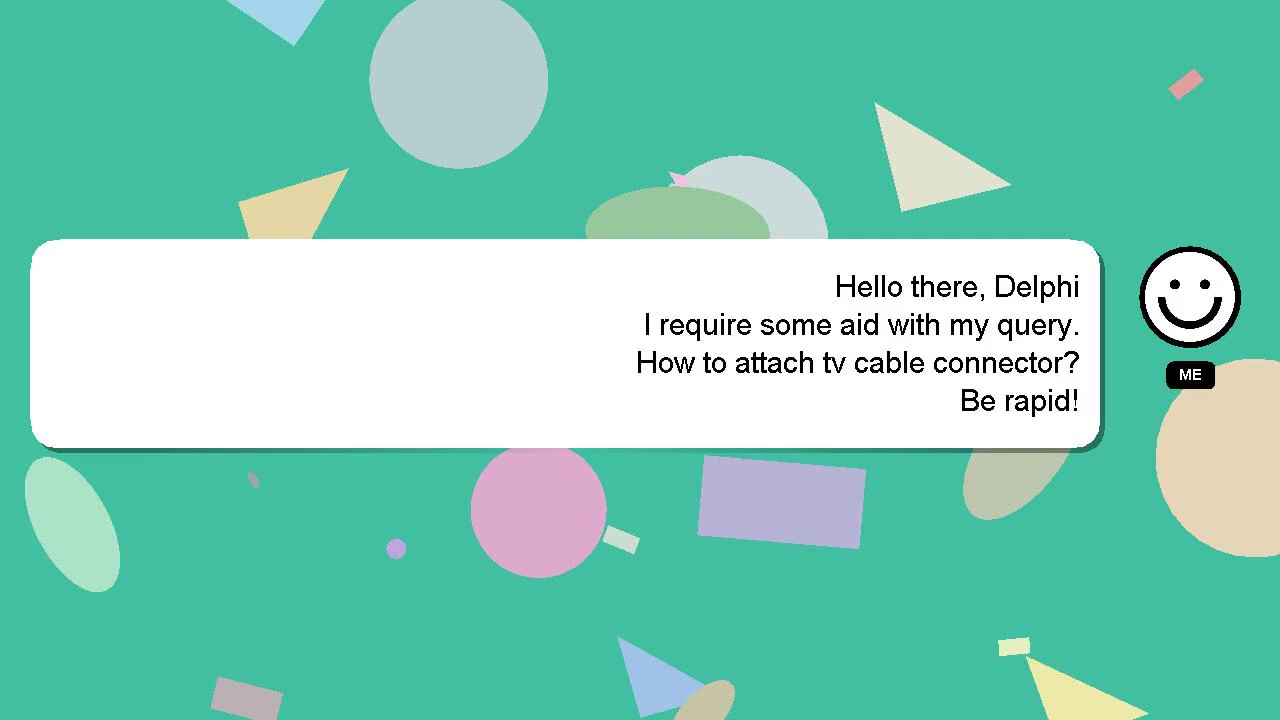 Hello there, Delphi
I require some aid with my query.
How to attach tv cable connector?
Be rapid!
ME